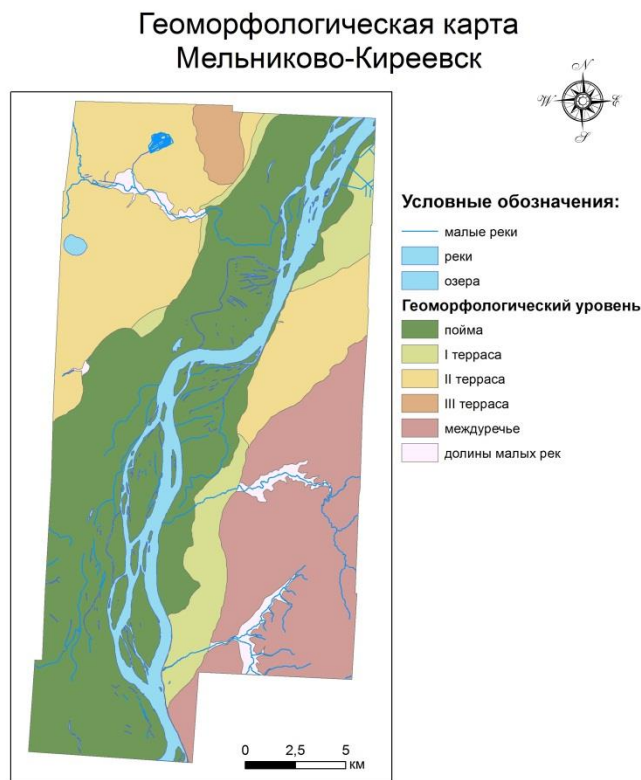 Геоморфологическая карта
Мельниково-Киреевск
N
W E
S
Условные обозначения:
малые реки
реки
озера
Геоморфологический уровень
пойма
I терраса
II терраса
III терраса
междуречье
долины малых рек
0 2,5 5
км